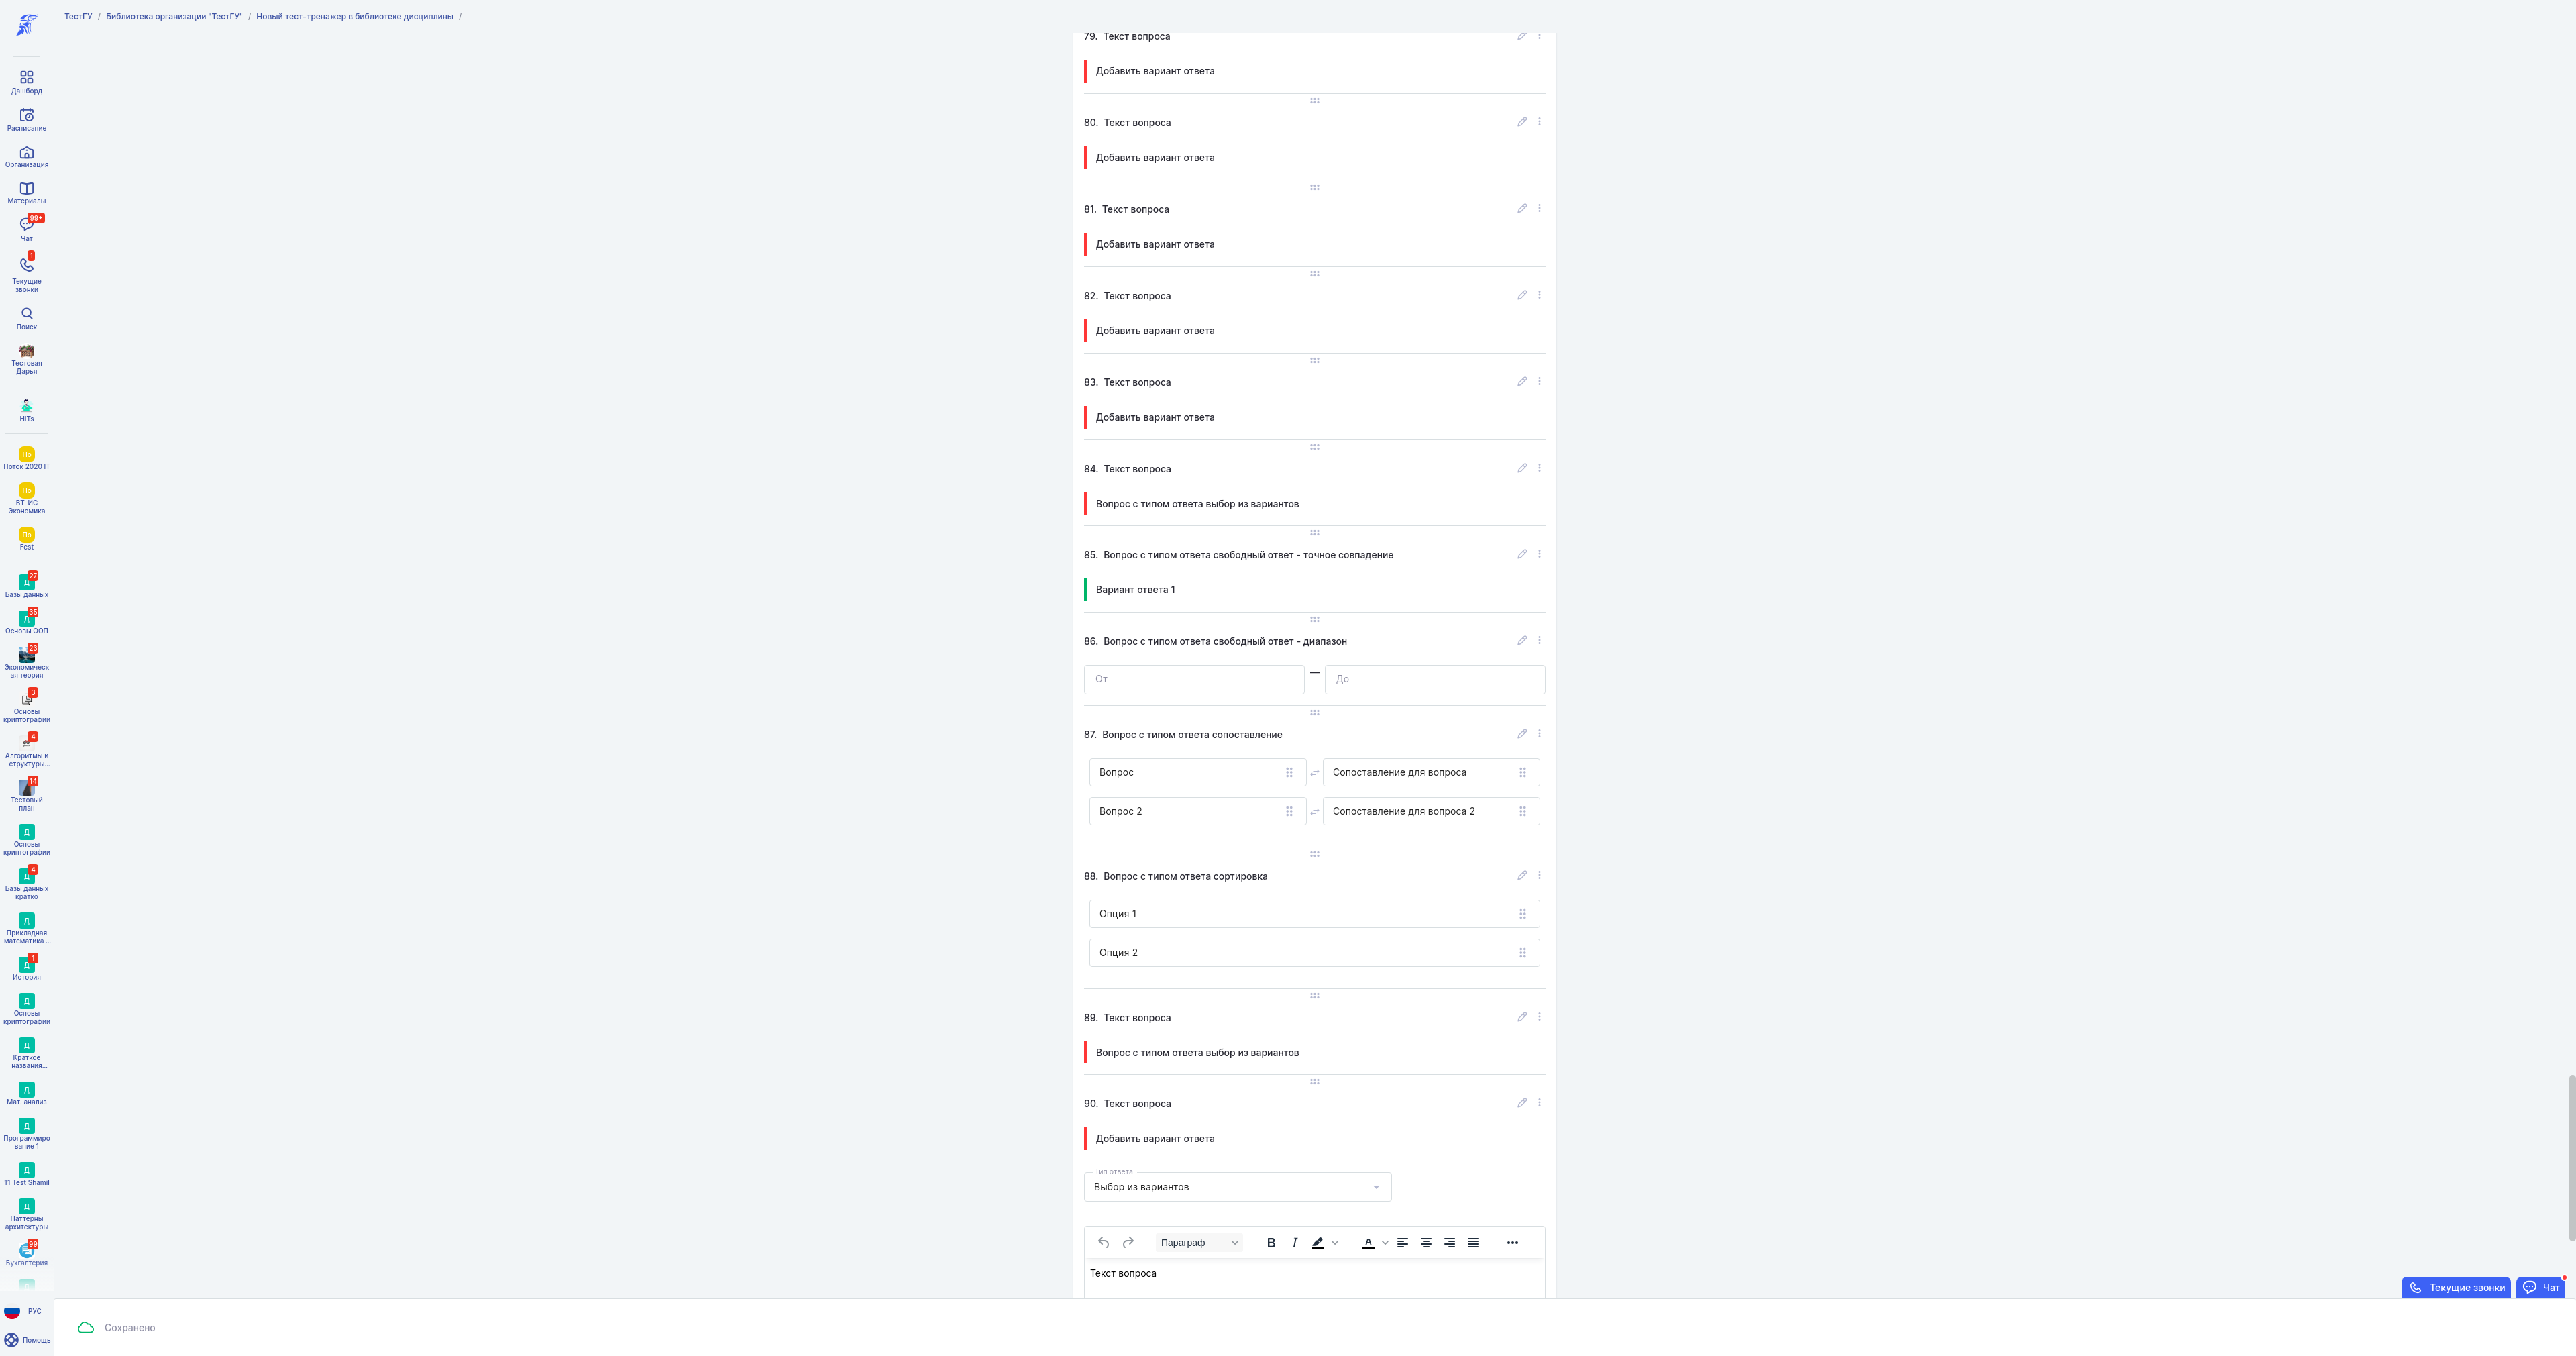 ТестГУ / Библиотека организации "ТестГУ" / Новый тест-тренажер в библиотеке дисциплины /
Дашборд
Расписание
Организация
Материалы
99+
Чат
1
Текущие
звонки
Поиск
Тестовая
Дарья
HITs
По
Поток 2020 IT
По
ВТ-ИС
Экономика
По
Fest
Д 27
Базы данных
Д 35
Основы ООП
23
Экономическ
ая теория
3
Основы
криптографии
4
Алгоритмы и
структуры...
14
Тестовый
план
Д
Основы
криптографии
Д 4
Базы данных
кратко
Д
Прикладная
математика ...
Д 1
История
Д
Основы
криптографии
Д
Краткое
названия...
Д
Мат. анализ
Д
Программиро
вание 1
Д
11 Test Shamil
Д
Паттерны
архитектуры
99
Бухгалтерия
РУС
Помощь
79. Текст вопроса
Добавить вариант ответа
80. Текст вопроса
Добавить вариант ответа
81. Текст вопроса
Добавить вариант ответа
82. Текст вопроса
Добавить вариант ответа
83. Текст вопроса
Добавить вариант ответа
84. Текст вопроса
Вопрос с типом ответа выбор из вариантов
85. Вопрос с типом ответа свободный ответ - точное совпадение
Вариант ответа 1
86. Вопрос с типом ответа свободный ответ - диапазон
От — До
87. Вопрос с типом ответа сопоставление
Вопрос Сопоставление для вопроса
Вопрос 2 Сопоставление для вопроса 2
88. Вопрос с типом ответа сортировка
Опция 1
Опция 2
89. Текст вопроса
Вопрос с типом ответа выбор из вариантов
90. Текст вопроса
Добавить вариант ответа
Тип ответа
Выбор из вариантов
Параграф B I A
Текст вопроса
Текущие звонки Чат
Сохранено